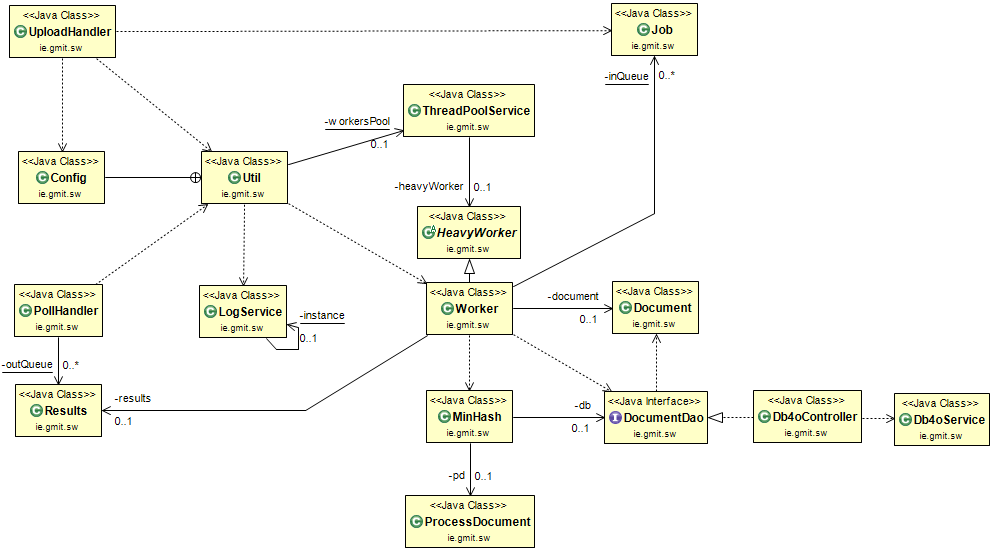 <<Java Class>>
UploadHandler
ie.gmit.sw
<<Java Class>>
Job
ie.gmit.sw
-inQueue
0..*
<<Java Class>>
ThreadPoolService
ie.gmit.sw
-workersPool
0..1
<<Java Class>>
Config
ie.gmit.sw
<<Java Class>>
Util
ie.gmit.sw
-heavyWorker
0..1
<<Java Class>>
HeavyWorker
ie.gmit.sw
<<Java Class>>
PollHandler
ie.gmit.sw
<<Java Class>>
LogService
ie.gmit.sw
-instance
0..1
<<Java Class>>
Worker
ie.gmit.sw
-document
0..1
<<Java Class>>
Document
ie.gmit.sw
-outQueue
0..*
<<Java Class>>
Results
ie.gmit.sw
-results
0..1
<<Java Class>>
MinHash
ie.gmit.sw
-db
0..1
<<Java Interface>>
DocumentDao
ie.gmit.sw
<<Java Class>>
Db4oController
ie.gmit.sw
<<Java Class>>
Db4oService
ie.gmit.sw
-pd
0..1
<<Java Class>>
ProcessDocument
ie.gmit.sw